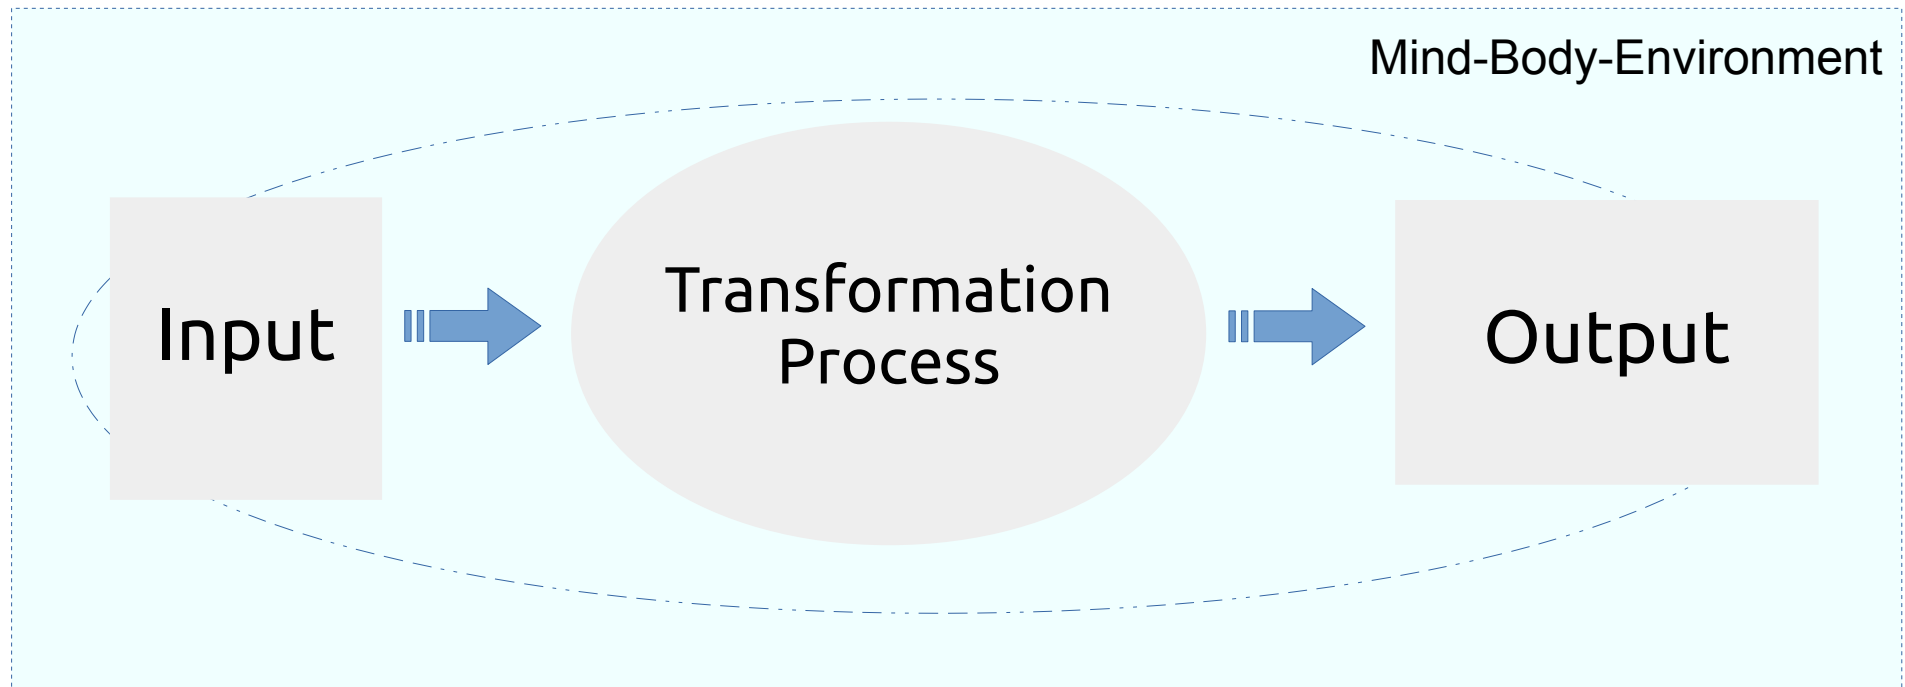 Mind-Body-Environment
Input
Transformation
Process
Output